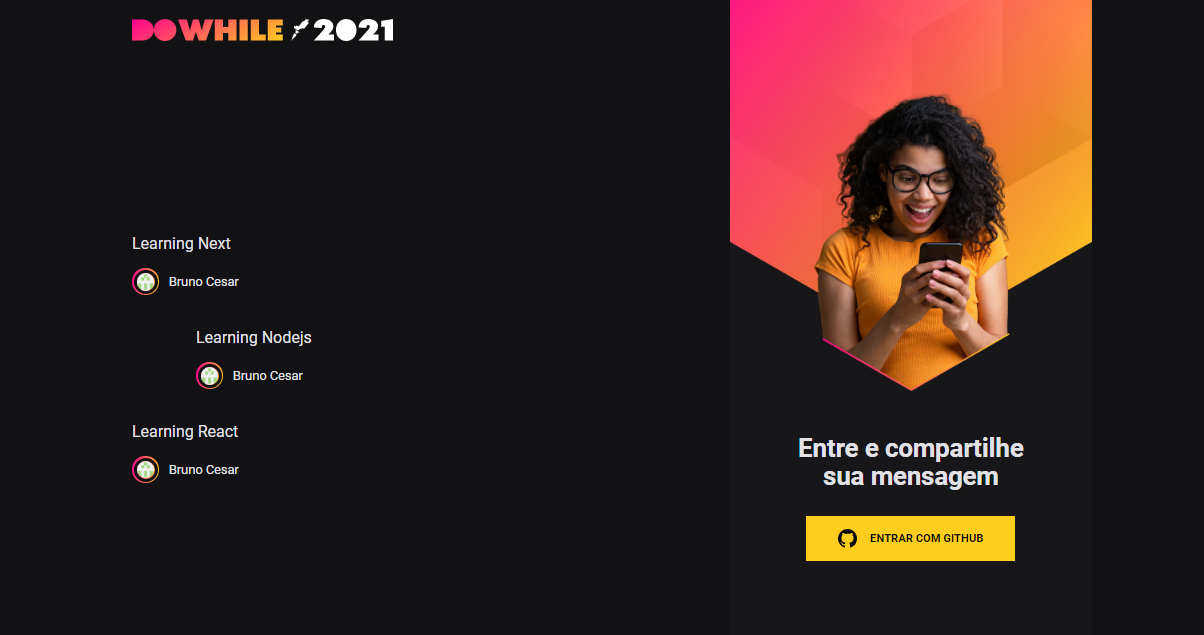 DOWHILE 2021
Learning Next
Bruno Cesar
Learning Nodejs
Bruno Cesar
Learning React
Bruno Cesar
Entre e compartilhe
sua mensagem
ENTRAR COM GITHUB